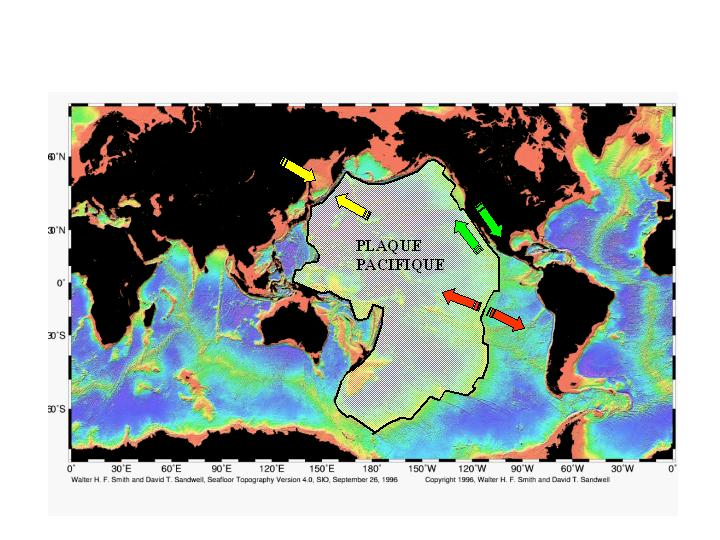 PLAQUE
PACIFIQUE
60˚N
30˚N
0˚
30˚S
60˚S
0˚ 30˚E 60˚E 90˚E 120˚E 150˚E 180˚ 150˚W 120˚W 90˚W 60˚W 30˚W 0˚
Walter H. F. Smith and David T. Sandwell, Seafloor Topography Version 4.0, SIO, September 26, 1996 Copyright 1996, Walter H. F. Smith and David T. Sandwell